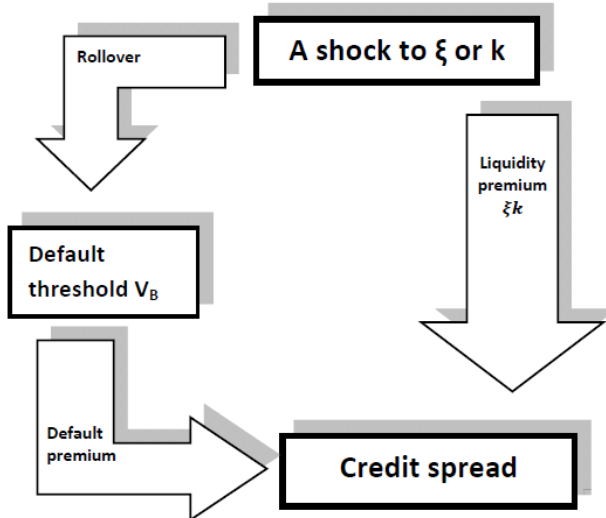 Rollover
A shock to ξ or k
Liquidity
premium
ξk
Default
threshold V_B
Default
premium
Credit spread